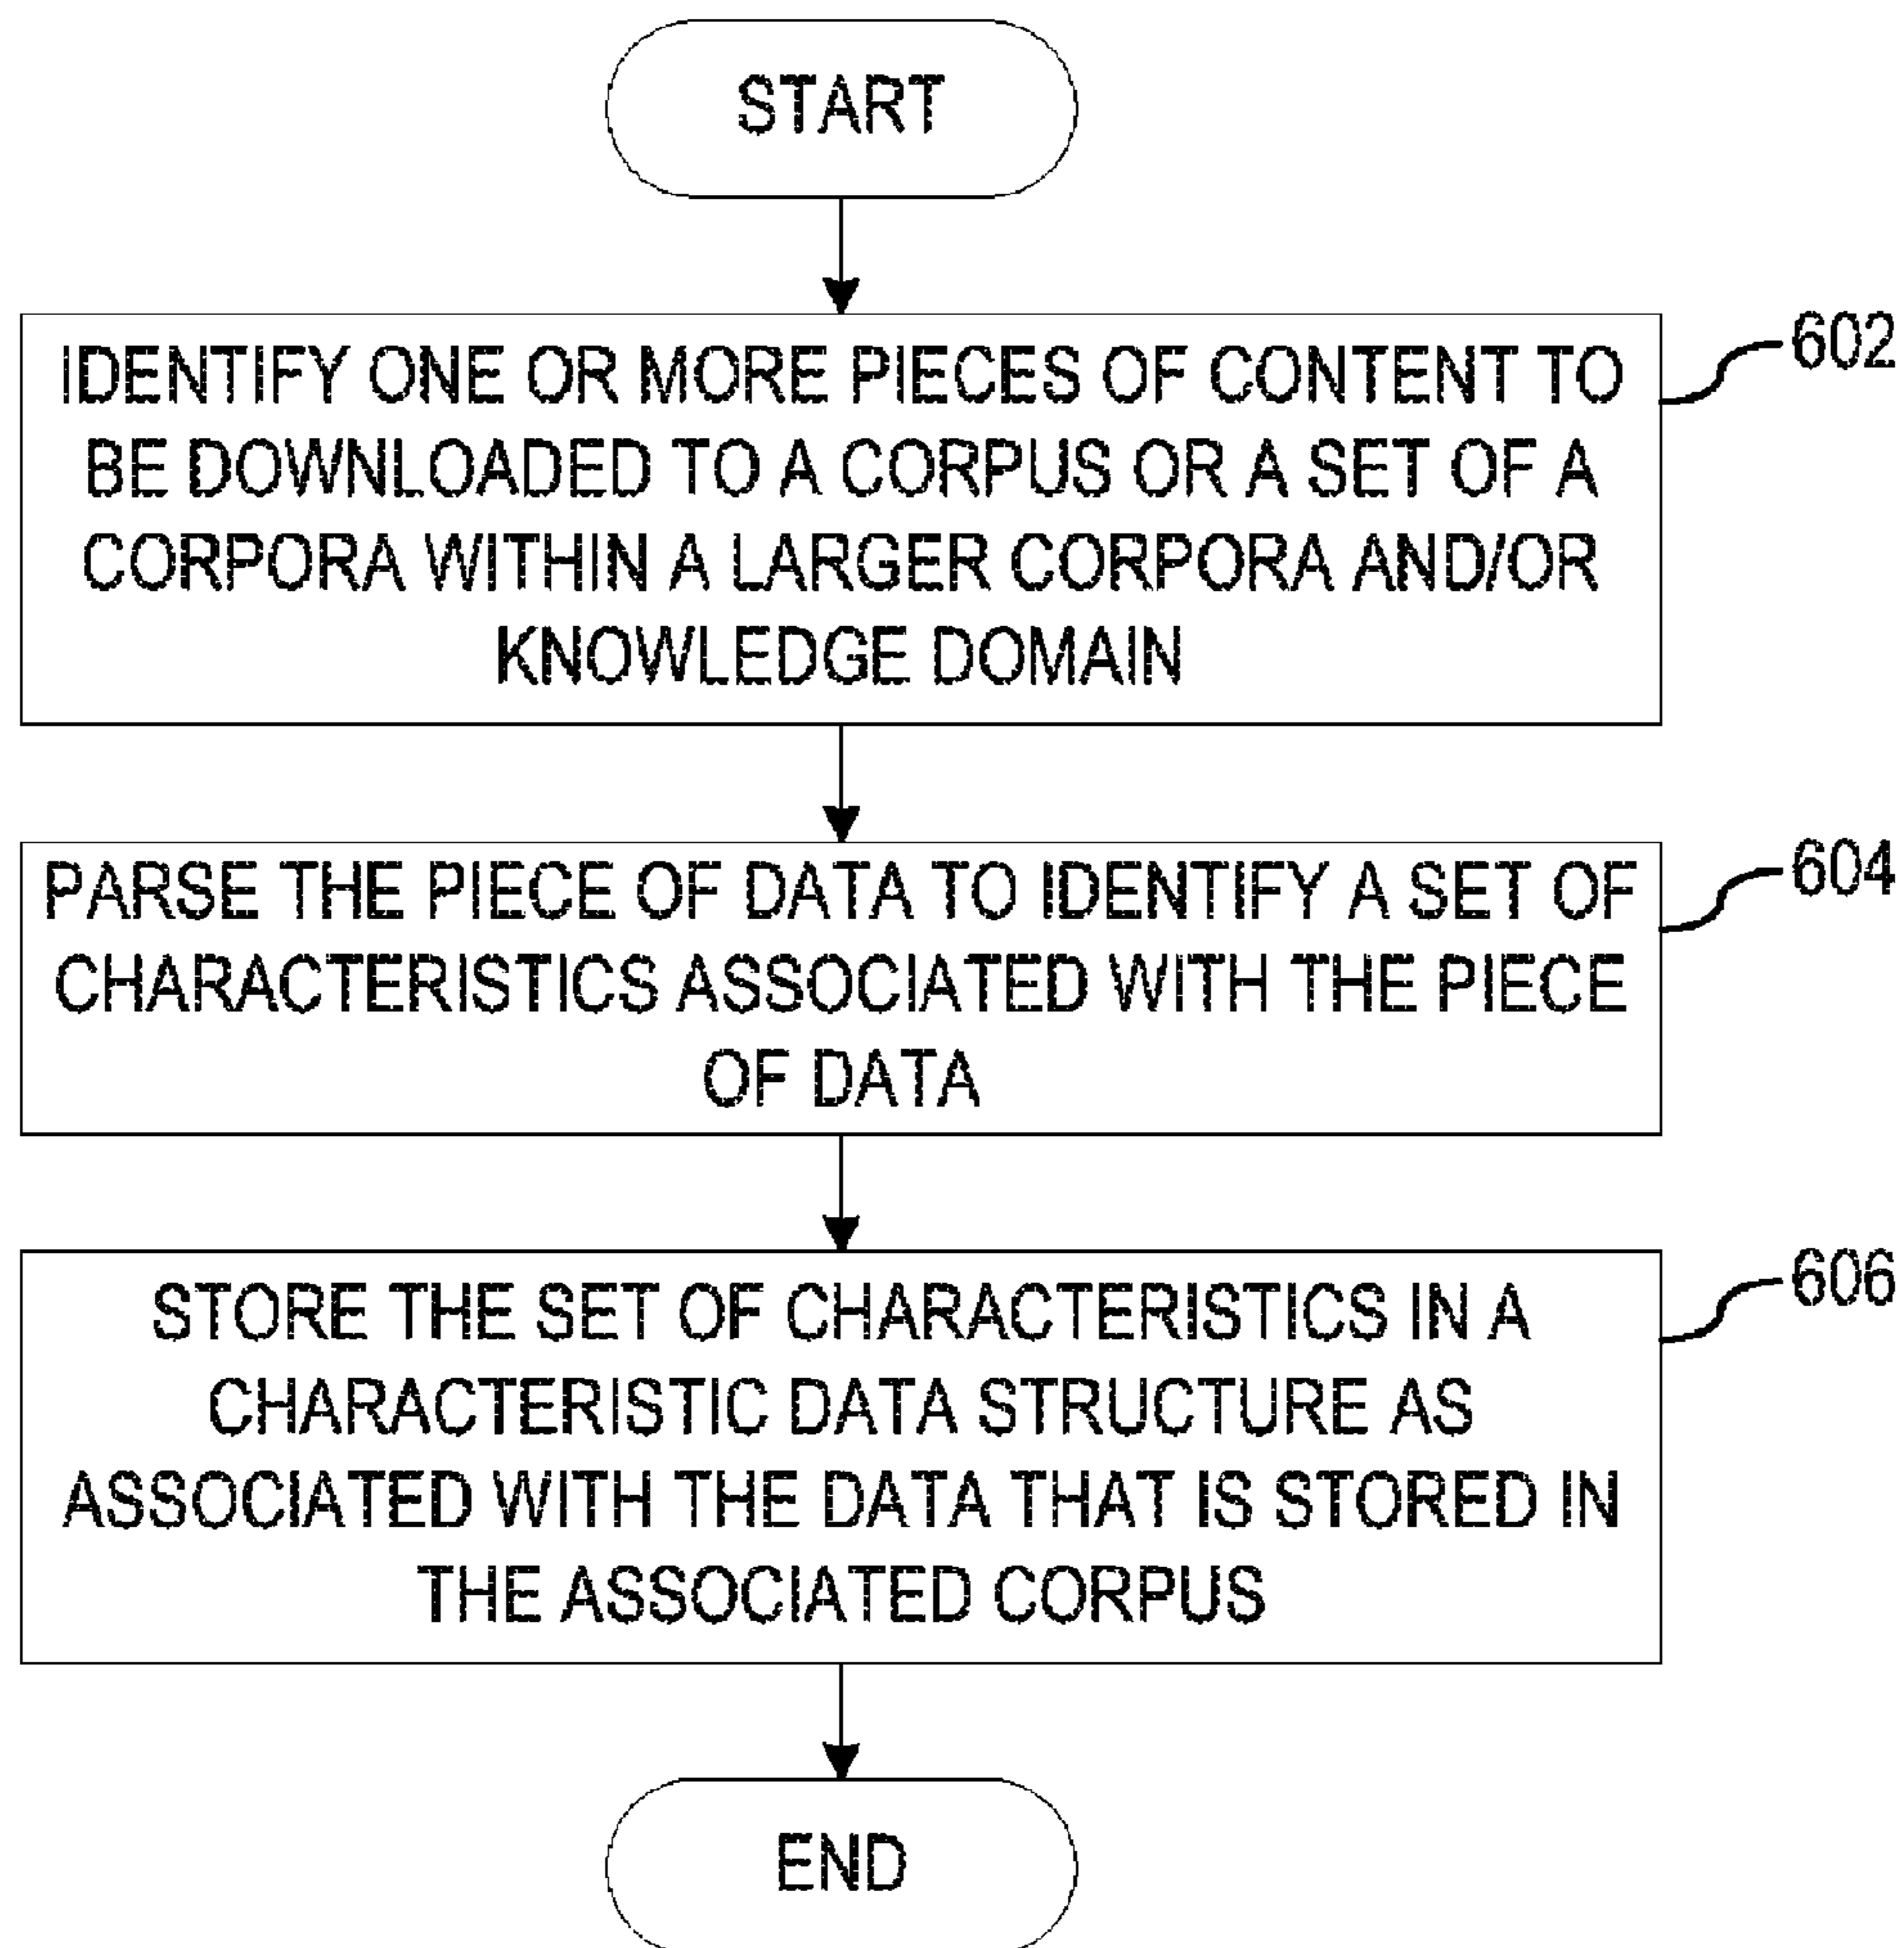 START
602
IDENTIFY ONE OR MORE PIECES OF CONTENT TO
BE DOWNLOADED TO A CORPUS OR A SET OF A
CORPORA WITHIN A LARGER CORPORA AND/OR
KNOWLEDGE DOMAIN
604
PARSE THE PIECE OF DATA TO IDENTIFY A SET OF
CHARACTERISTICS ASSOCIATED WITH THE PIECE
OF DATA
606
STORE THE SET OF CHARACTERISTICS IN A
CHARACTERISTIC DATA STRUCTURE AS
ASSOCIATED WITH THE DATA THAT IS STORED IN
THE ASSOCIATED CORPUS
END